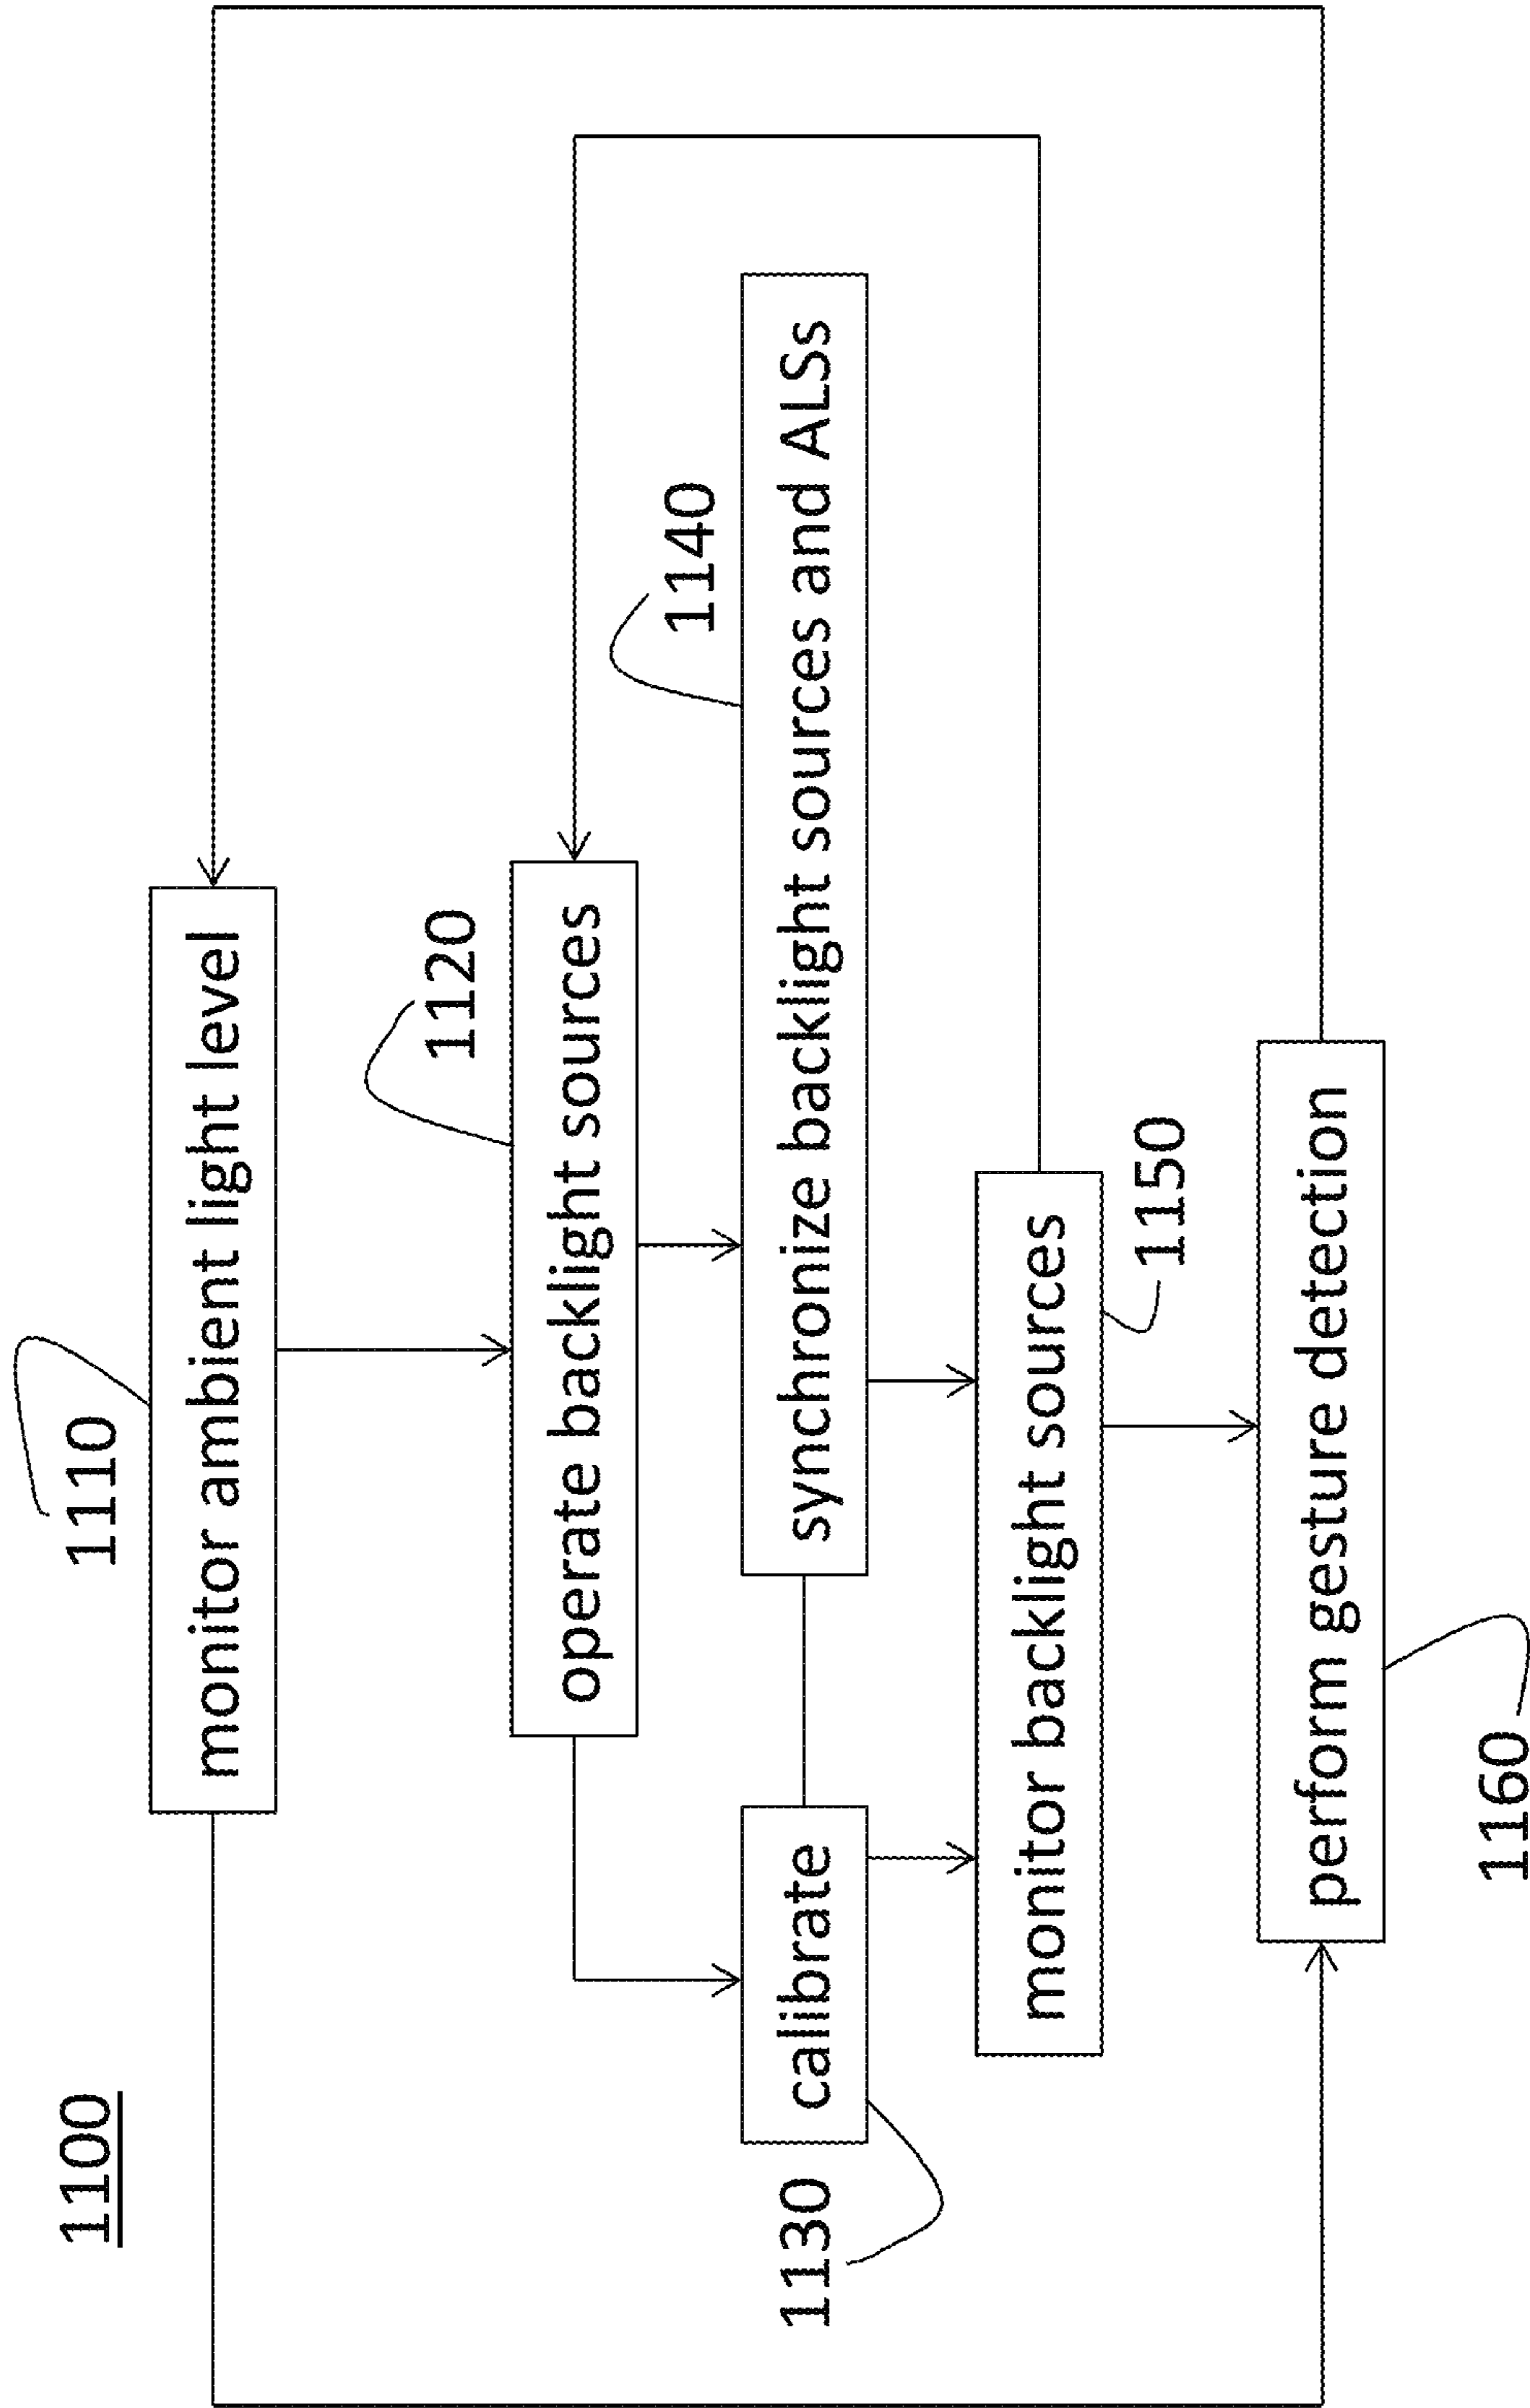 1100
1110
monitor ambient light level
1120
operate backlight sources
1130
calibrate
1140
synchronize backlight sources and ALSs
monitor backlight sources
1150
perform gesture detection
1160